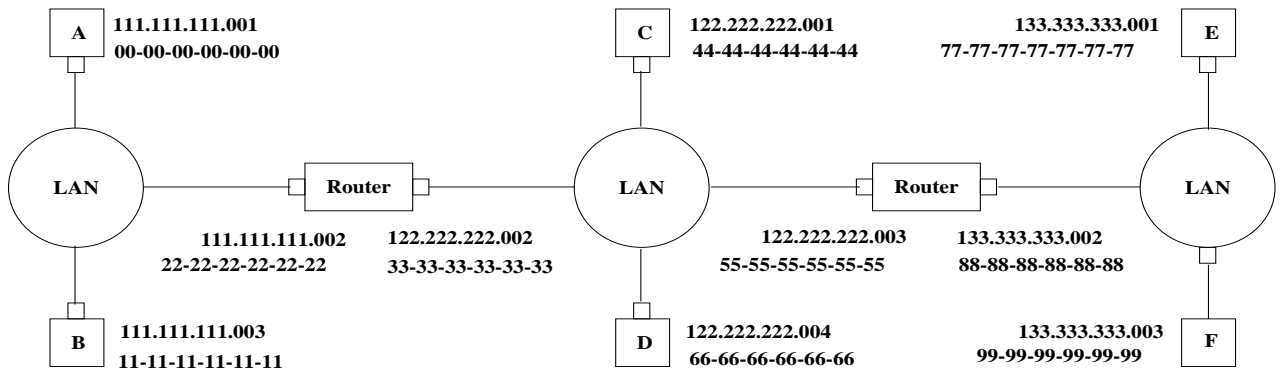 A
111.111.111.001
00-00-00-00-00-00
C
122.222.222.001
44-44-44-44-44-44
133.333.333.001
77-77-77-77-77-77-77
E
LAN
Router
LAN
Router
LAN
111.111.111.002
22-22-22-22-22-22
122.222.222.002
33-33-33-33-33-33
122.222.222.003
55-55-55-55-55-55
133.333.333.002
88-88-88-88-88-88
B
111.111.111.003
11-11-11-11-11-11
D
122.222.222.004
66-66-66-66-66-66
133.333.333.003
99-99-99-99-99-99
F